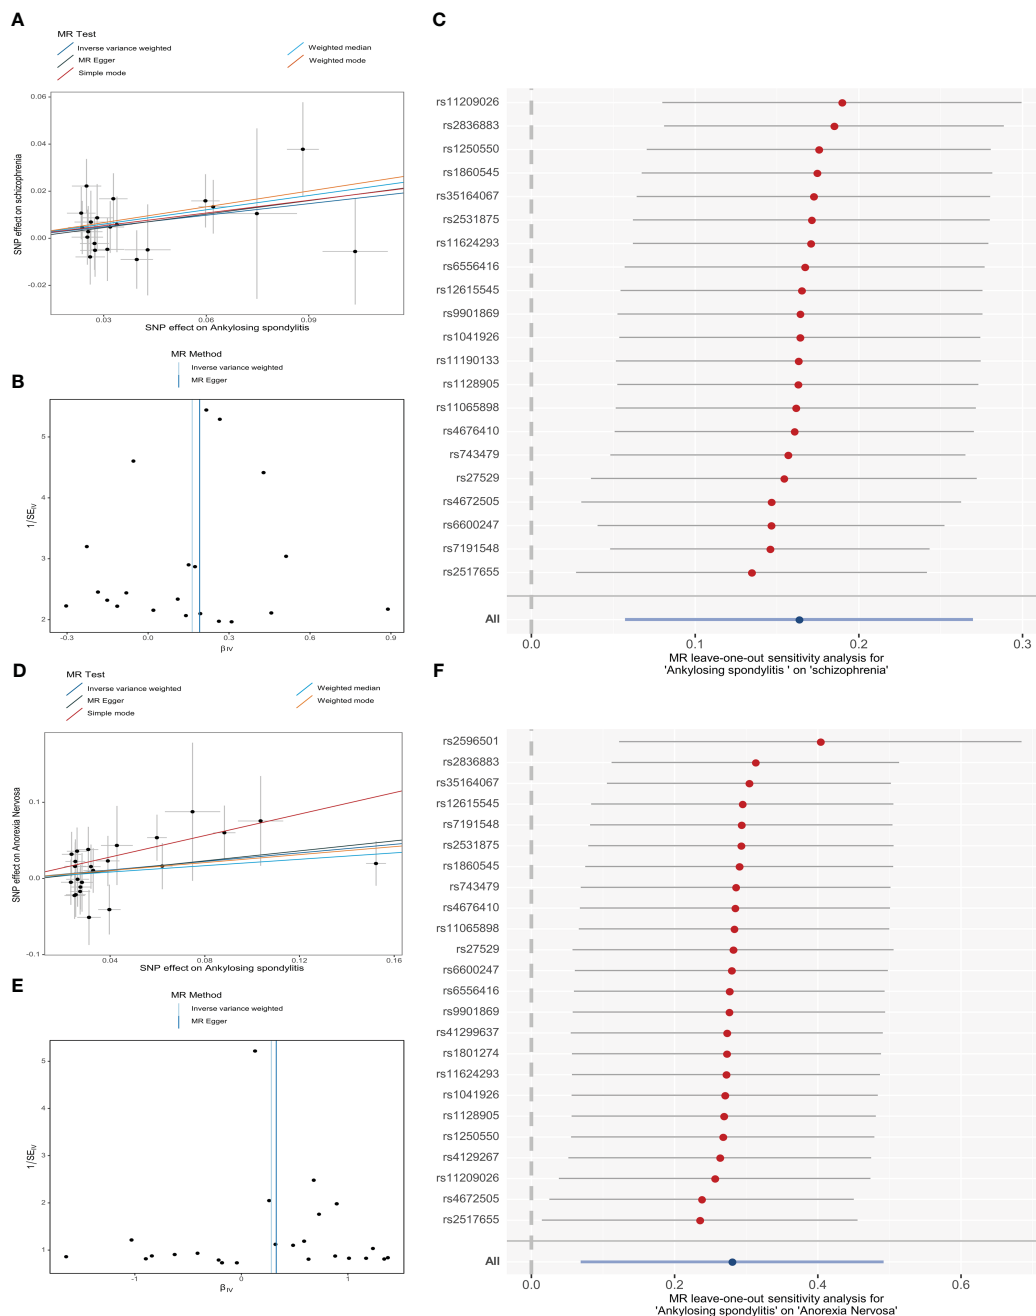 A
MR Test
Inverse variance weighted
MR Egger
Simple mode
Weighted median
Weighted mode
SNP effect on schizophrenia
0.06
0.04
0.02
0.00
-0.02
0.03
0.06
0.09
SNP effect on Ankylosing spondylitis
B
MR Method
Inverse variance weighted
MR Egger
1/SE_IV
5
4
3
2
-0.3
0.0
0.3
0.6
0.9
β_IV
C
rs11209026
rs2836883
rs1250550
rs1860545
rs35164067
rs2531875
rs11624293
rs6556416
rs12615545
rs9901869
rs1041926
rs11190133
rs1128905
rs11065898
rs4676410
rs743479
rs27529
rs4672505
rs6600247
rs7191548
rs2517655
All
0.0
0.1
0.2
0.3
MR leave-one-out sensitivity analysis for
'Ankylosing spondylitis ' on 'schizophrenia'
D
MR Test
Inverse variance weighted
MR Egger
Simple mode
Weighted median
Weighted mode
SNP effect on Anorexia Nervosa
0.1
0.0
-0.1
0.04
0.08
0.12
0.16
SNP effect on Ankylosing spondylitis
E
MR Method
Inverse variance weighted
MR Egger
1/SE_IV
5
4
3
2
1
-1
0
1
β_IV
F
rs2596501
rs2836883
rs35164067
rs12615545
rs7191548
rs2531875
rs1860545
rs743479
rs4676410
rs11065898
rs27529
rs6600247
rs6556416
rs9901869
rs41299637
rs1801274
rs11624293
rs1041926
rs1128905
rs1250550
rs4129267
rs11209026
rs4672505
rs2517655
All
0.0
0.2
0.4
0.6
MR leave-one-out sensitivity analysis for
'Ankylosing spondylitis' on 'Anorexia Nervosa'